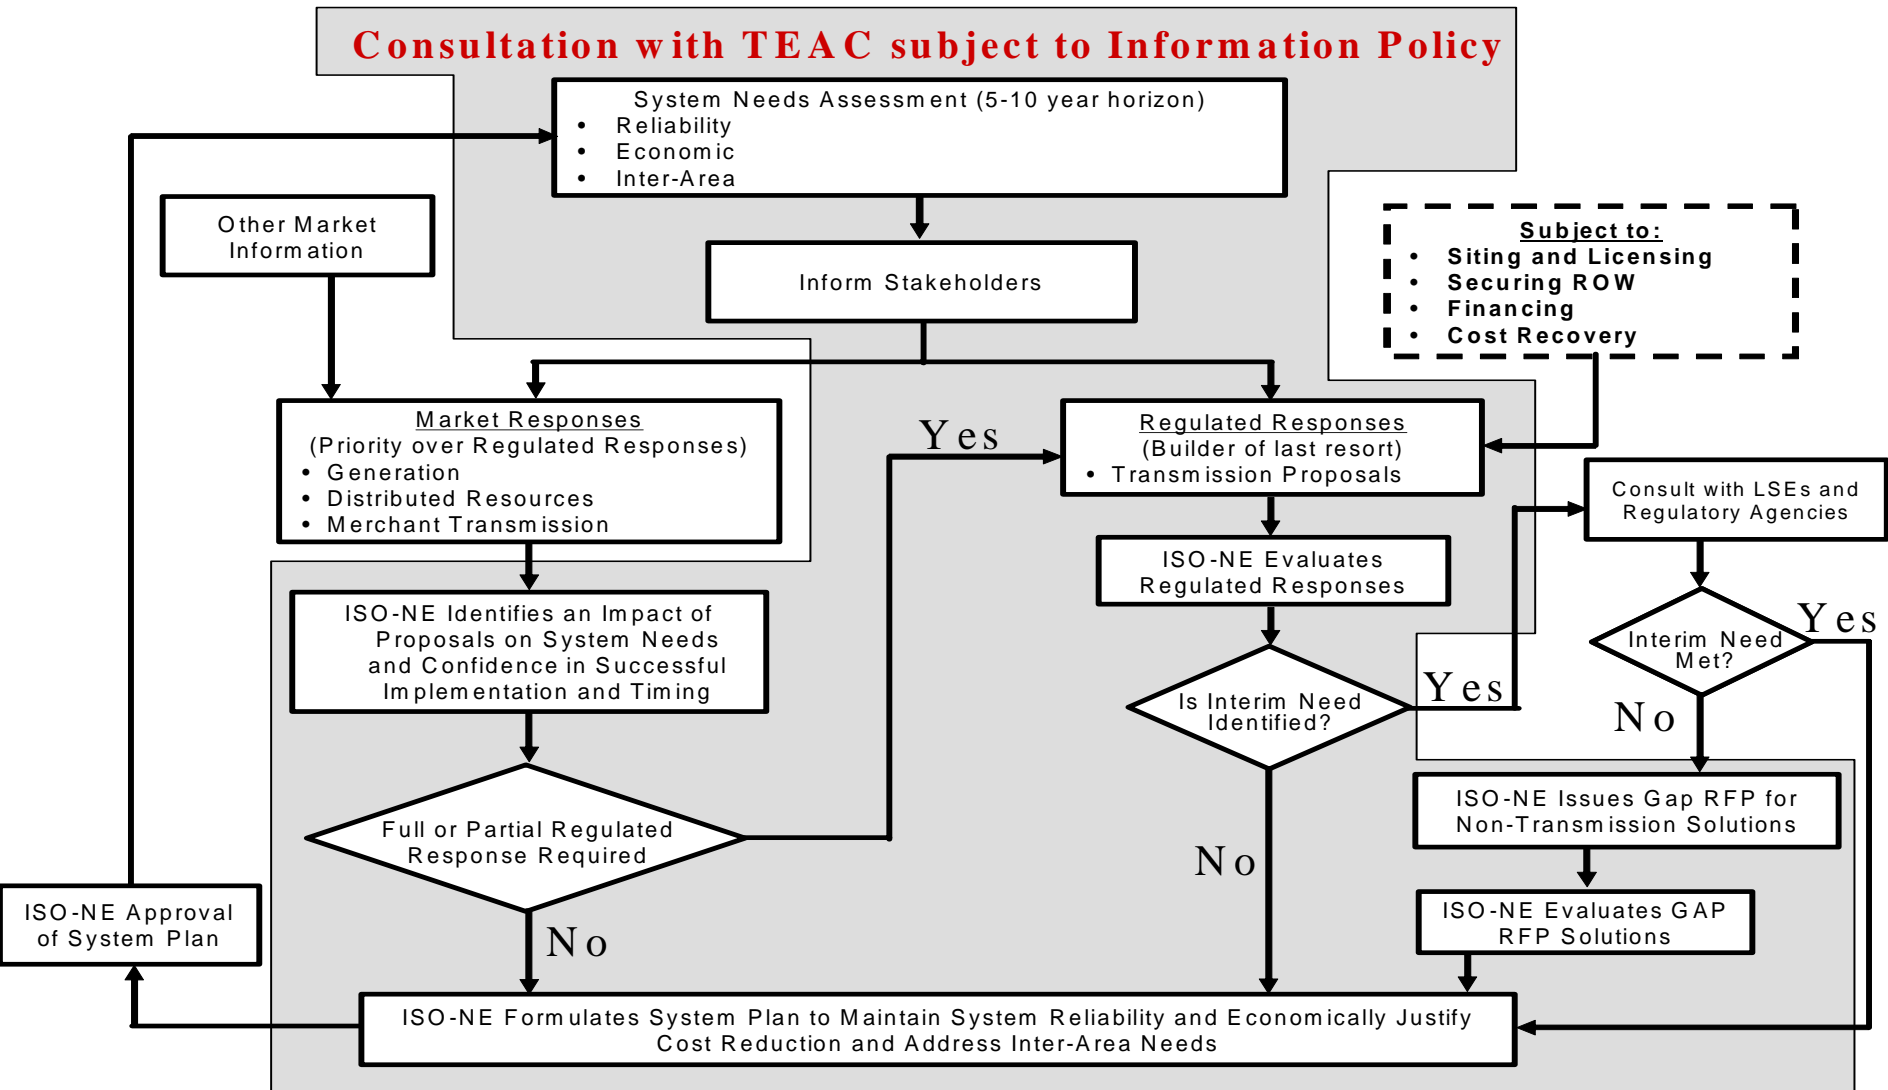 Consultation with TEAC subject to Information Policy
System Needs Assessment (5-10 year horizon)
• Reliability
• Economic
• Inter-Area
Other Market
Information
Inform Stakeholders
Subject to:
• Siting and Licensing
• Securing ROW
• Financing
• Cost Recovery
Market Responses
(Priority over Regulated Responses)
• Generation
• Distributed Resources
• Merchant Transmission
Yes
Regulated Responses
(Builder of last resort)
• Transmission Proposals
Consult with LSEs and
Regulatory Agencies
ISO-NE Evaluates
Regulated Responses
ISO-NE Identifies an Impact of
Proposals on System Needs
and Confidence in Successful
Implementation and Timing
Interim Need
Met?
Yes
Is Interim Need
Identified?
Yes
No
Full or Partial Regulated
Response Required
ISO-NE Issues Gap RFP for
Non-Transmission Solutions
No
ISO-NE Approval
of System Plan
No
ISO-NE Evaluates GAP
RFP Solutions
ISO-NE Formulates System Plan to Maintain System Reliability and Economically Justify
Cost Reduction and Address Inter-Area Needs